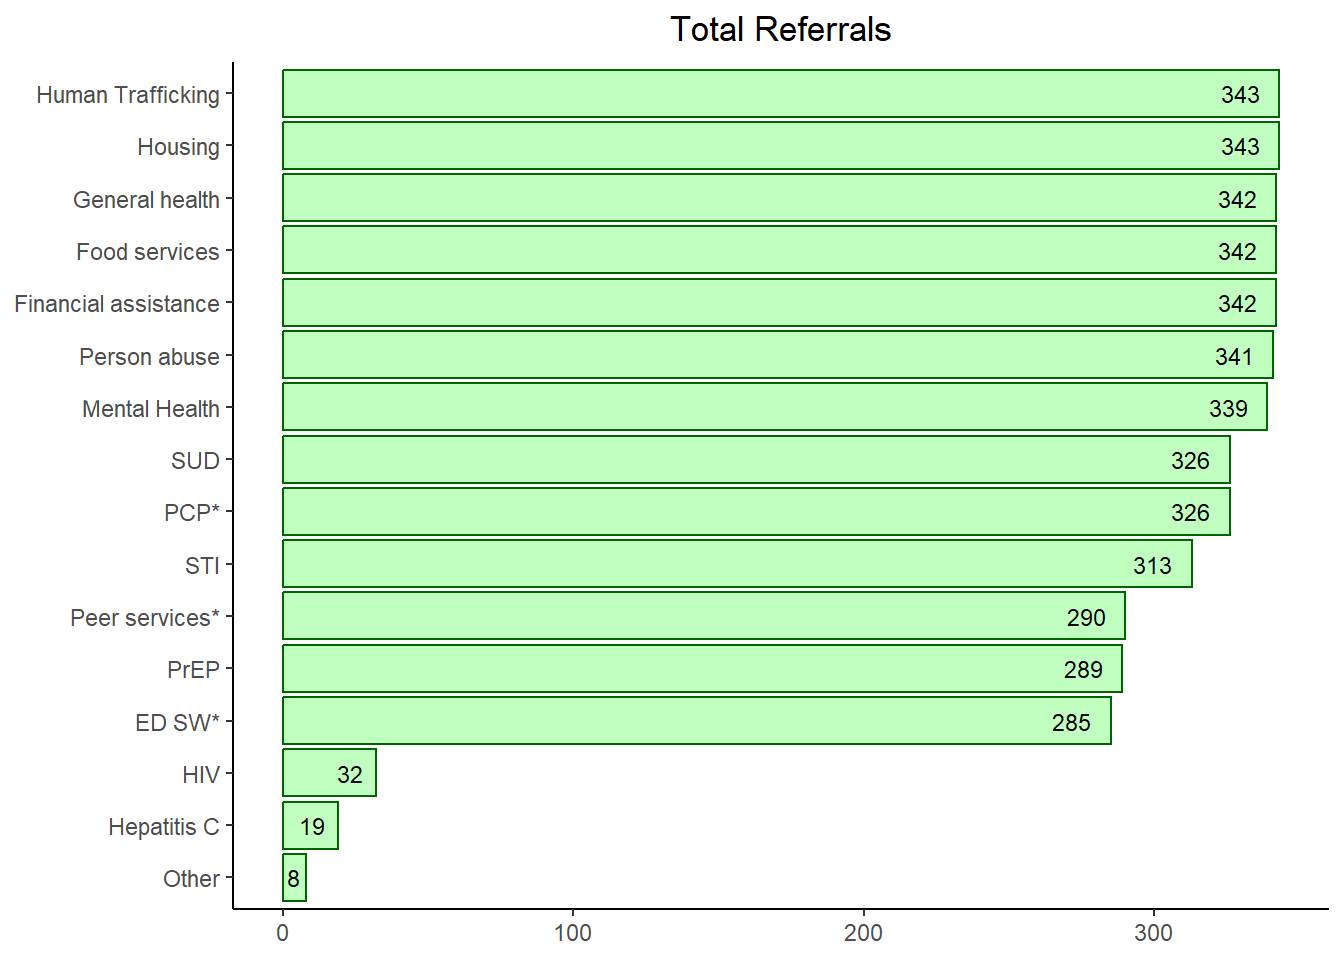 Total Referrals
Human Trafficking 343
Housing 343
General health 342
Food services 342
Financial assistance 342
Person abuse 341
Mental Health 339
SUD 326
PCP* 326
STI 313
Peer services* 290
PrEP 289
ED SW* 285
HIV 32
Hepatitis C 19
Other 8
0 100 200 300